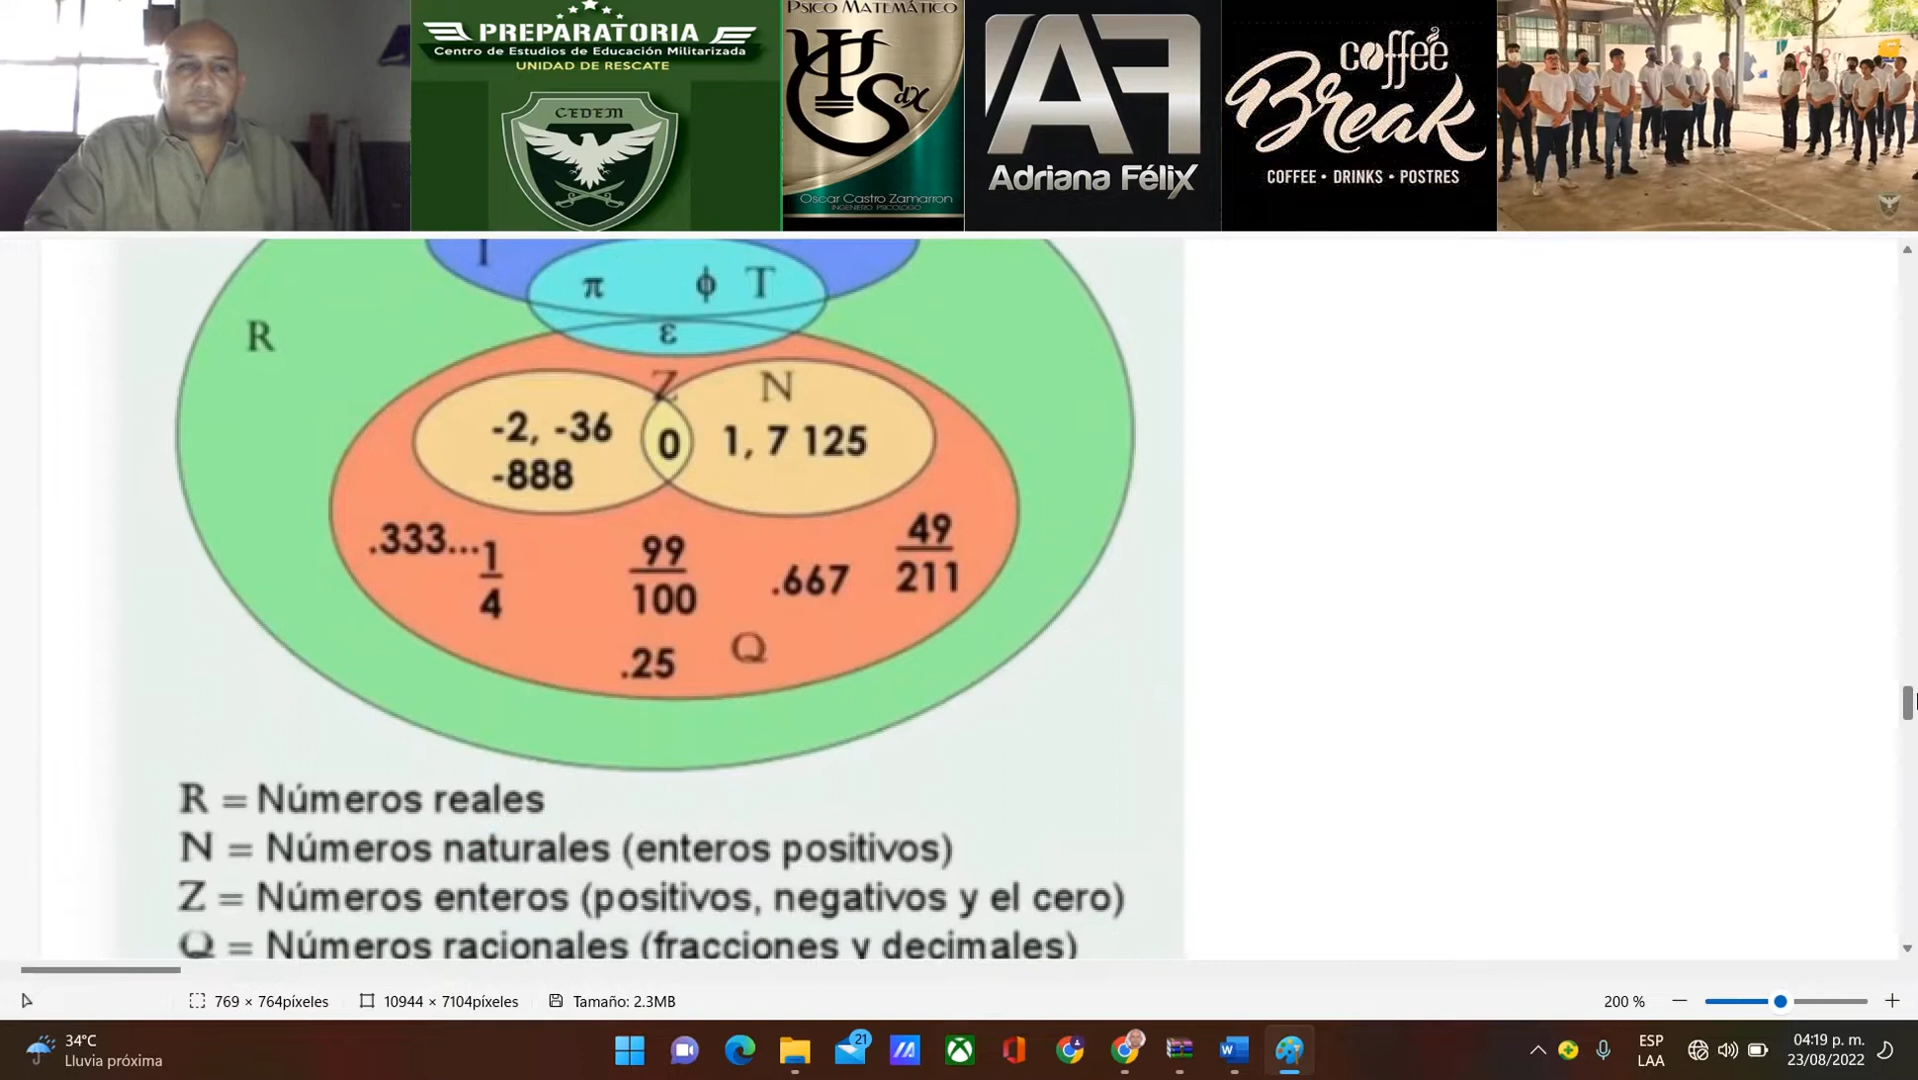 PREPARATORIA
Centro de Estudios de Educación Militarizada
UNIDAD DE RESCATE
CEDEM
PSICO MATEMÁTICO
Oscar Castro Zamarron
INGENIERO PSICOLOGO
AF
Adriana Félix
coffee
Break
COFFEE • DRINKS • POSTRES
I
π ϕ T
R
ε
Z N
-2, -36
0
1, 7 125
-888
.333...
1
4
99
100
.667
49
211
.25
Q
R = Números reales
N = Números naturales (enteros positivos)
Z = Números enteros (positivos, negativos y el cero)
Q = Números racionales (fracciones y decimales)
769 × 764píxeles
10944 × 7104píxeles
Tamaño: 2.3MB
200 %
34°C
Lluvia próxima
21
ESP
LAA
04:19 p. m.
23/08/2022